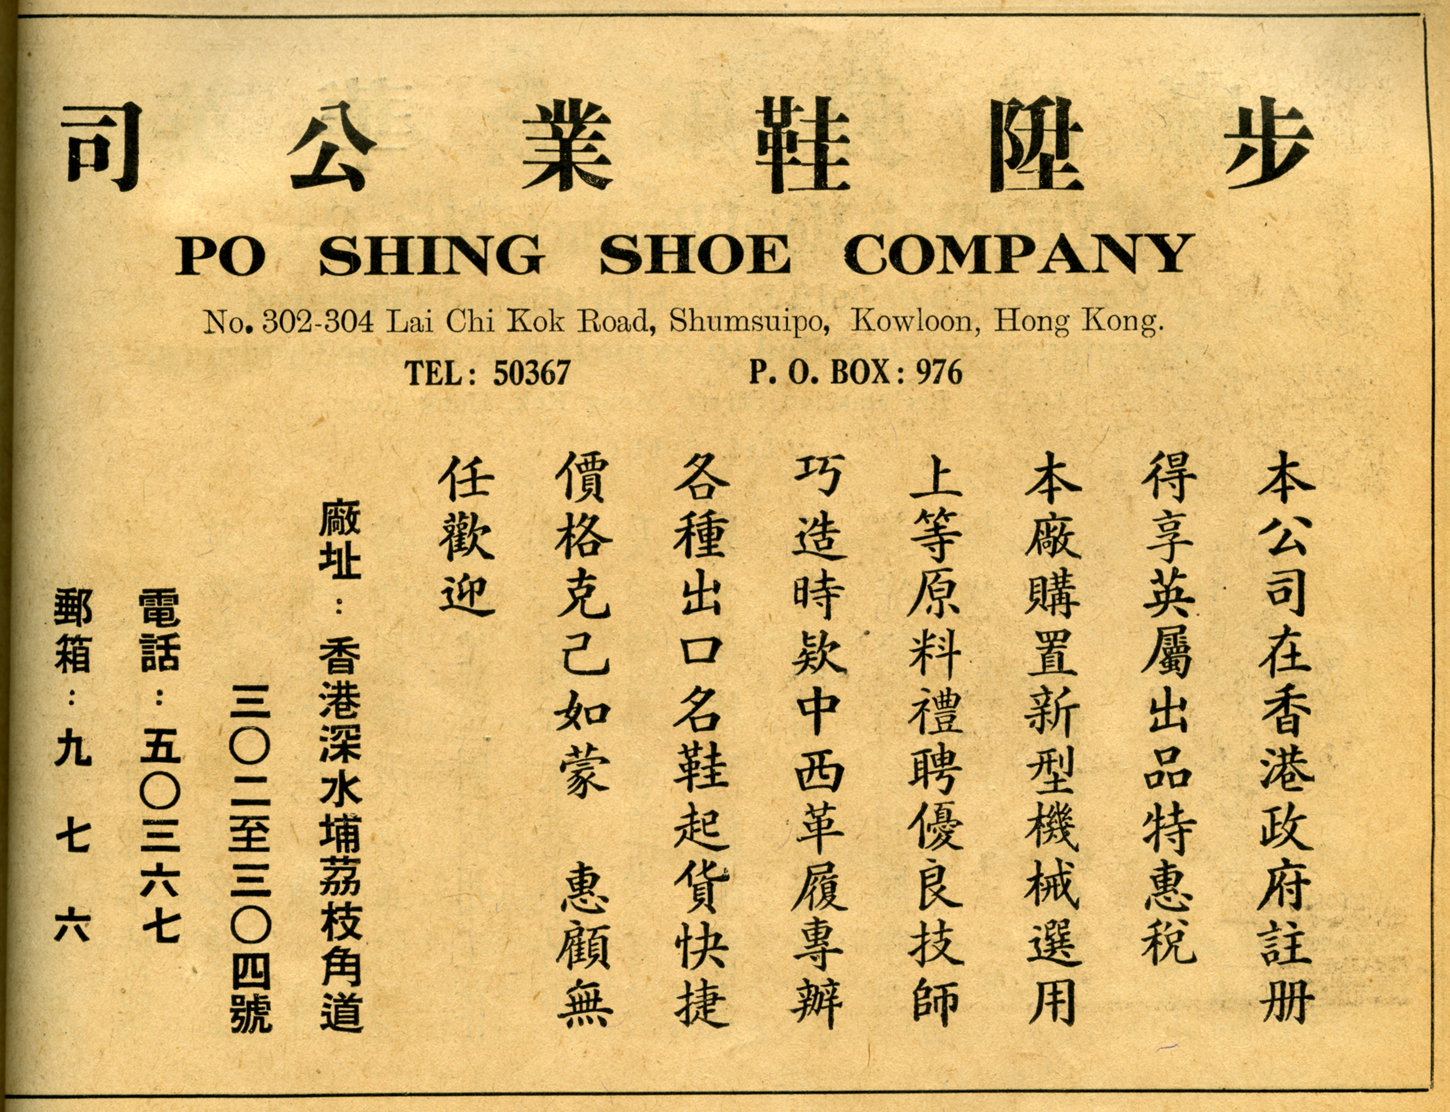 步陞鞋業公司
PO SHING SHOE COMPANY
No. 302-304 Lai Chi Kok Road, Shumsuipo, Kowloon, Hong Kong.
TEL: 50367 P. O. BOX: 976
本公司在香港政府註册
得享英屬出品特惠稅
本廠購置新型機械選用
上等原料禮聘優良技師
巧造時欵中西革履專辦
各種出口名鞋起貨快捷
價格克己如蒙 惠顧無
任歡迎
廠址：香港深水埔荔枝角道
三〇二至三〇四號
電話：五〇三六七
郵箱：九七六